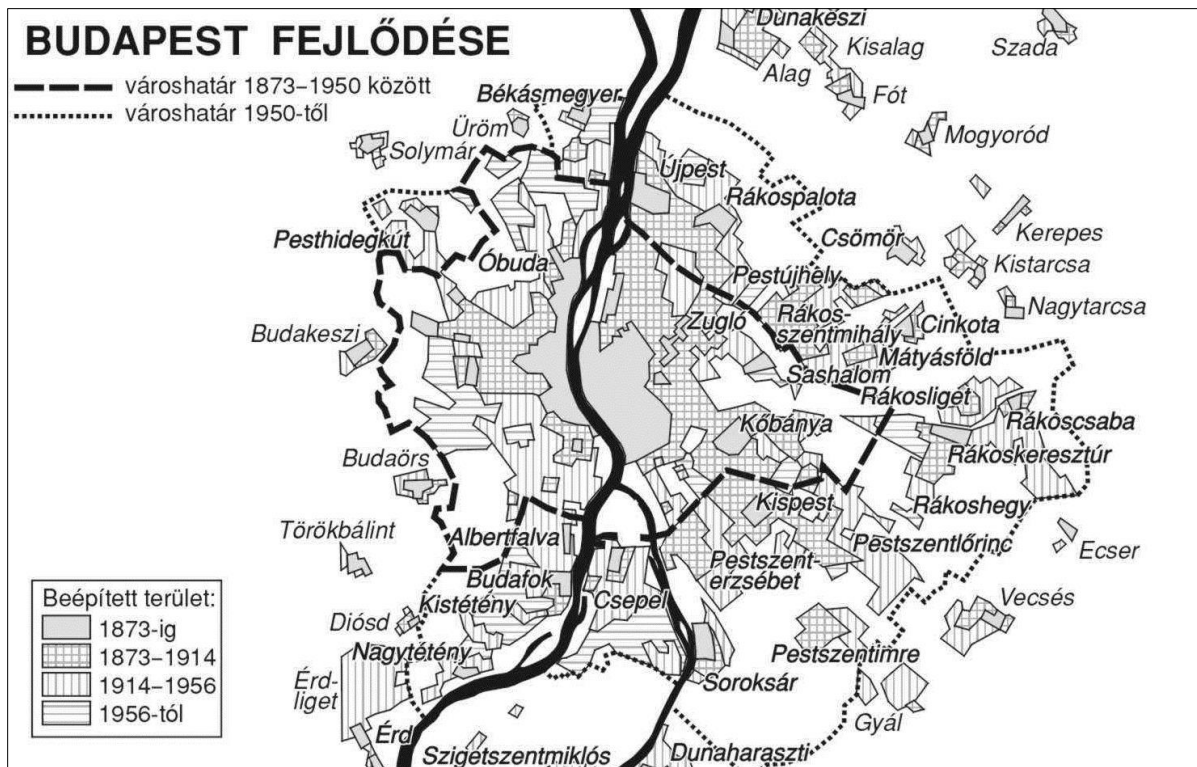 BUDAPEST FEJLŐDÉSE
városhatár 1873–1950 között
városhatár 1950-től
Dunakeszi
Kisalag
Szada
Alag
Fót
Békásmegyer
Üröm
Solymár
Mogyoród
Újpest
Rákospalota
Kerepes
Csömör
Pesthidegkút
Óbuda
Kistarcsa
Pestújhely
Nagytarcsa
Zugló
Rákos-
szentmihály
Cinkota
Budakeszi
Mátyásföld
Sashalom
Rákosliget
Kőbánya
Rákoscsaba
Budaörs
Rákoskeresztúr
Kispest
Rákoshegy
Törökbálint
Albertfalva
Pestszentlőrinc
Ecser
Pestszent-
erzsébet
Budafok
Kistétény
Csepel
Vecsés
Diósd
Nagytétény
Pestszentimre
Érd-
liget
Soroksár
Gyál
Érd
Szigetszentmiklós
Dunaharaszti
Beépített terület:
1873-ig
1873–1914
1914–1956
1956-tól